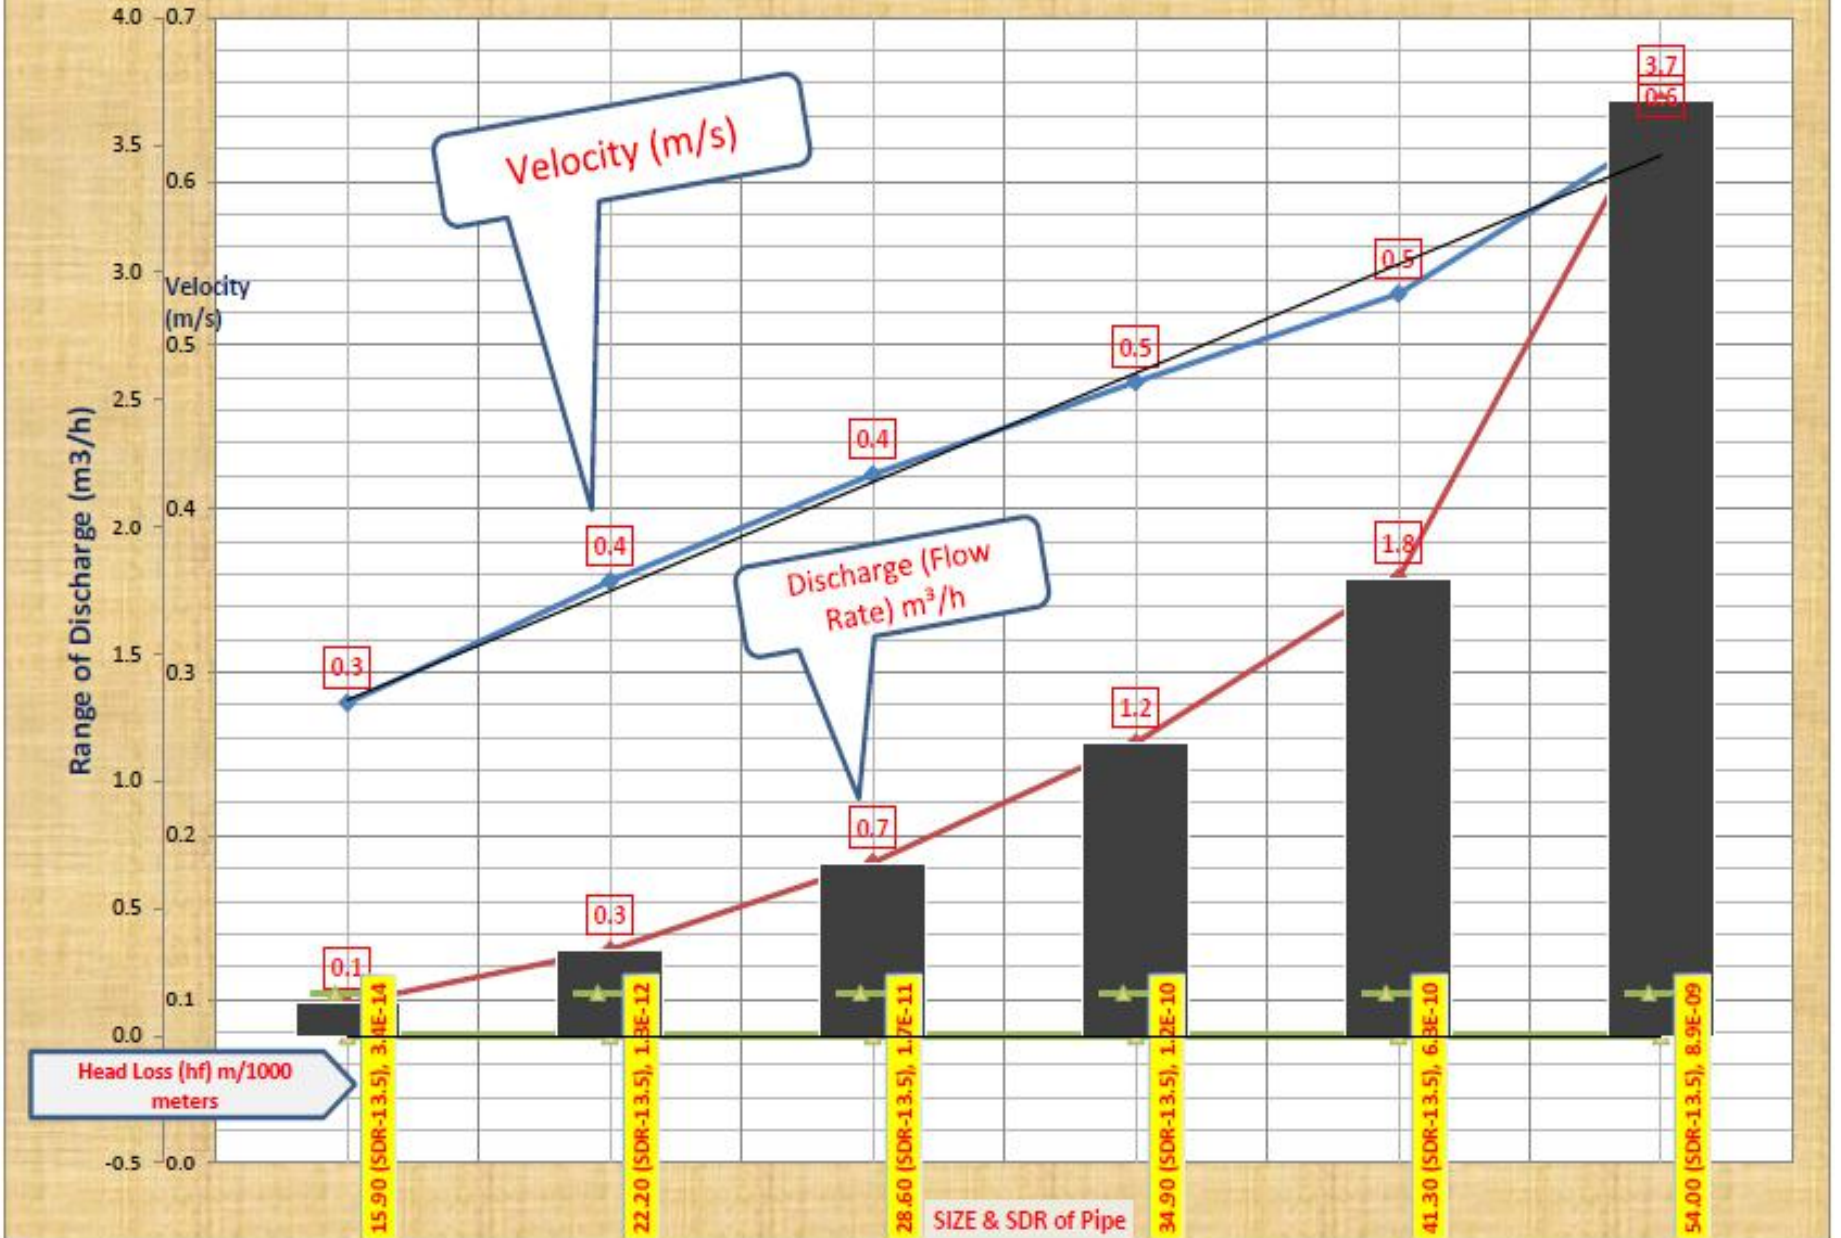 4.0
0.7
3.7
0.6
3.5
Velocity (m/s)
0.6
3.0
0.5
Velocity
(m/s)
0.5
0.5
2.5
0.4
Range of Discharge (m3/h)
0.4
2.0
0.4
1.8
Discharge (Flow
Rate) m³/h
1.5
0.3
0.3
1.2
1.0
0.2
0.7
0.5
0.3
0.1
0.1
0.0
15.90 (SDR-13.5), 3.4E-14
22.20 (SDR-13.5), 1.3E-12
28.60 (SDR-13.5), 1.7E-11
34.90 (SDR-13.5), 1.2E-10
41.30 (SDR-13.5), 6.3E-10
54.00 (SDR-13.5), 8.9E-09
Head Loss (hf) m/1000
meters
-0.5
0.0
SIZE & SDR of Pipe